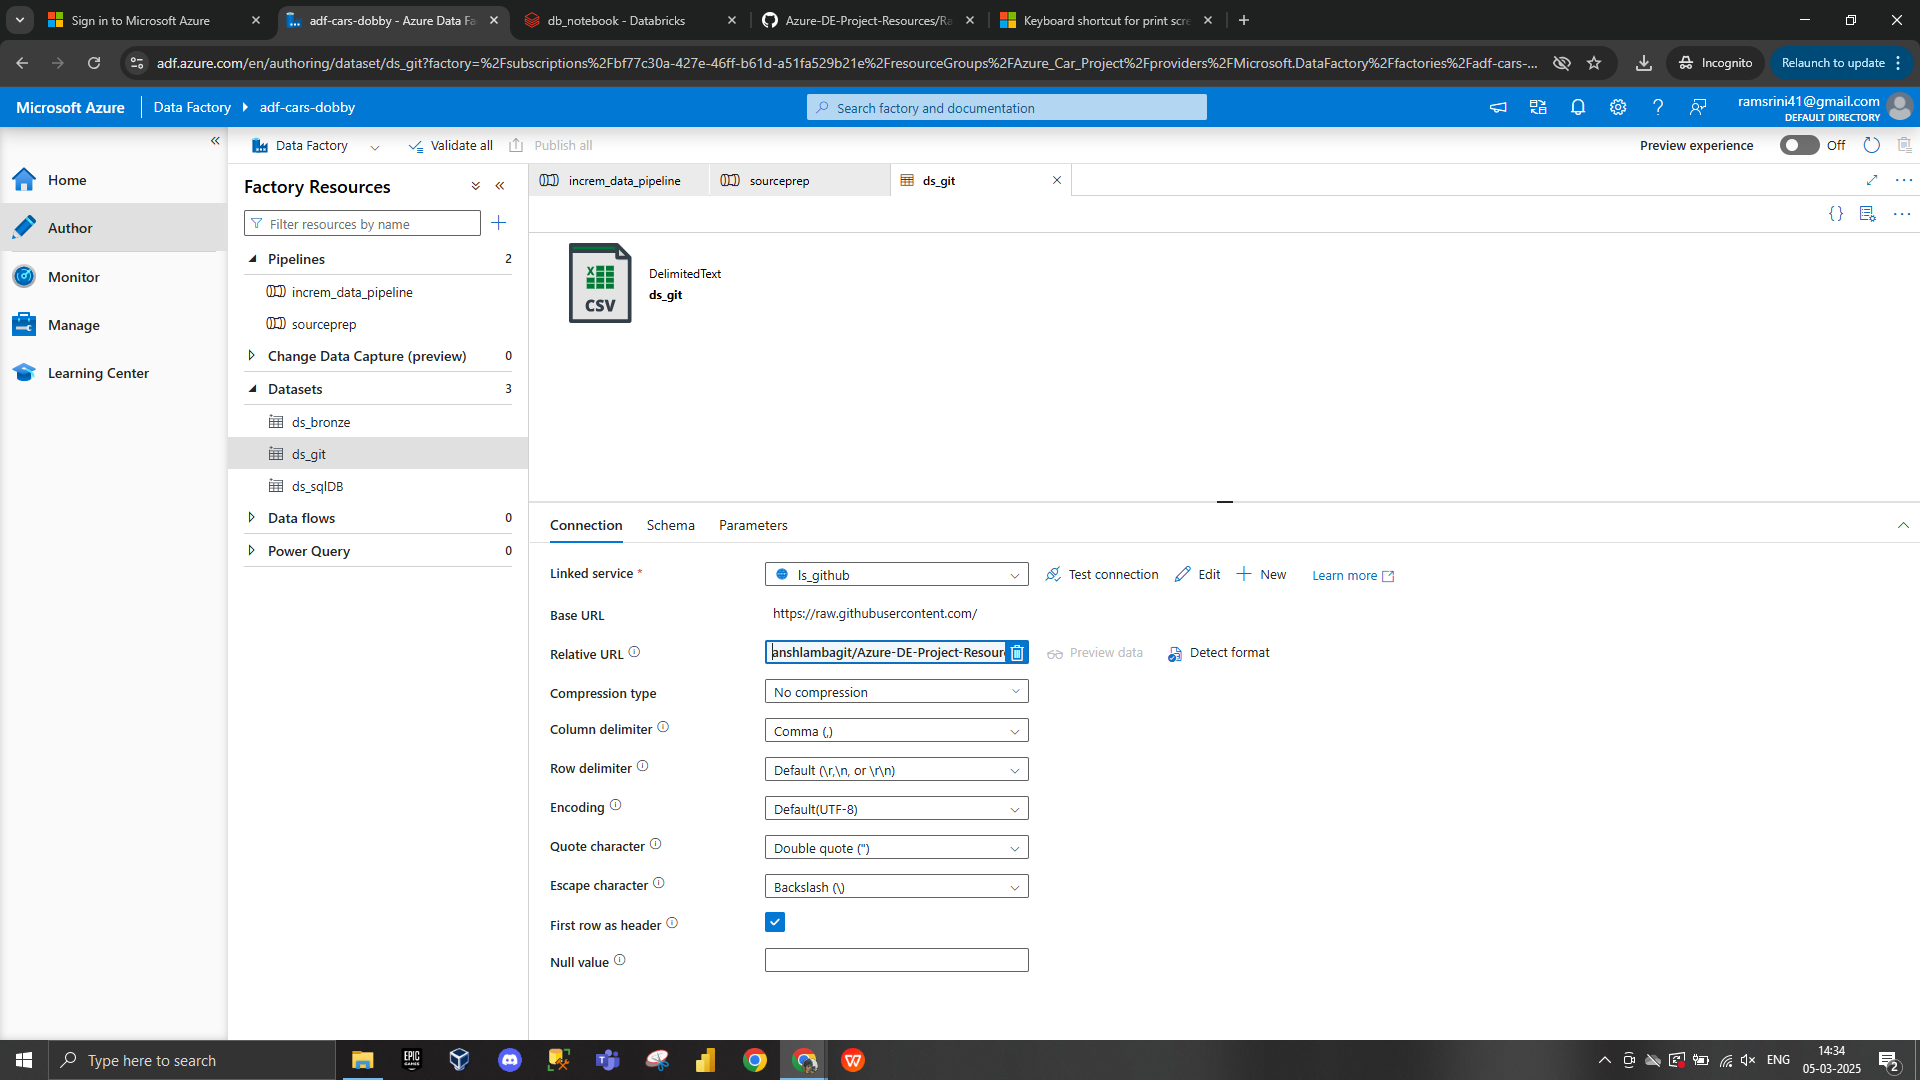 Sign in to Microsoft Azure
adf-cars-dobby - Azure Data Fa
db_notebook - Databricks
Azure-DE-Project-Resources/Ra
Keyboard shortcut for print scre
adf.azure.com/en/authoring/dataset/ds_git?factory=%2Fsubscriptions%2Fbf77c30a-427e-46ff-b61d-a51fa529b21e%2FresourceGroups%2FAzure_Car_Project%2Fproviders%2FMicrosoft.DataFactory%2Ffactories%2Fadf-cars-...
Incognito
Relaunch to update
Microsoft Azure
Data Factory
adf-cars-dobby
Search factory and documentation
ramsrini41@gmail.com
DEFAULT DIRECTORY
Data Factory
Validate all
Publish all
Preview experience
Off
Home
Author
Monitor
Manage
Learning Center
Factory Resources
Filter resources by name
Pipelines 2
increm_data_pipeline
sourceprep
Change Data Capture (preview) 0
Datasets 3
ds_bronze
ds_git
ds_sqlDB
Data flows 0
Power Query 0
increm_data_pipeline
sourceprep
ds_git
X
CSV
DelimitedText
ds_git
Connection
Schema
Parameters
Linked service *
ls_github
Test connection
Edit
New
Learn more
Base URL
https://raw.githubusercontent.com/
Relative URL
anshlambagit/Azure-DE-Project-Resour
Preview data
Detect format
Compression type
No compression
Column delimiter
Comma (,)
Row delimiter
Default (\r,\n, or \r\n)
Encoding
Default(UTF-8)
Quote character
Double quote (")
Escape character
Backslash (\)
First row as header
Null value
Type here to search
EPIC
GAMES
ENG
14:34
05-03-2025
2